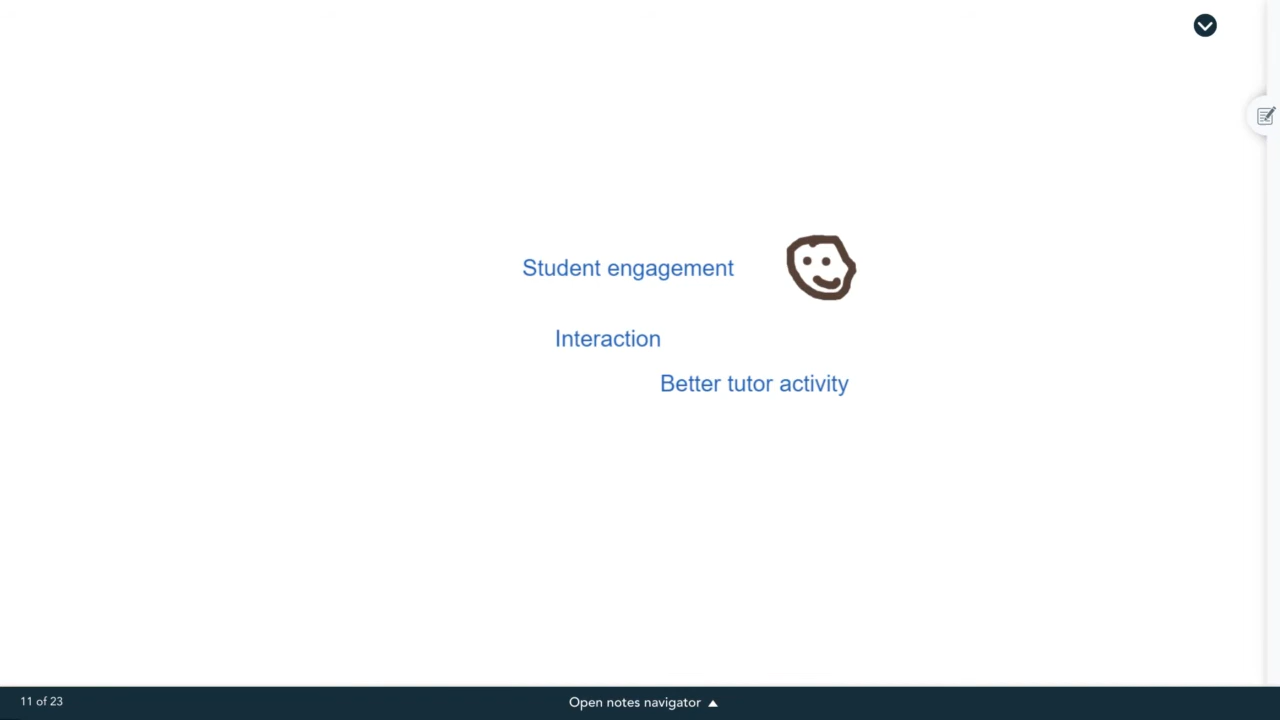 Student engagement
Interaction
Better tutor activity
11 of 23
Open notes navigator